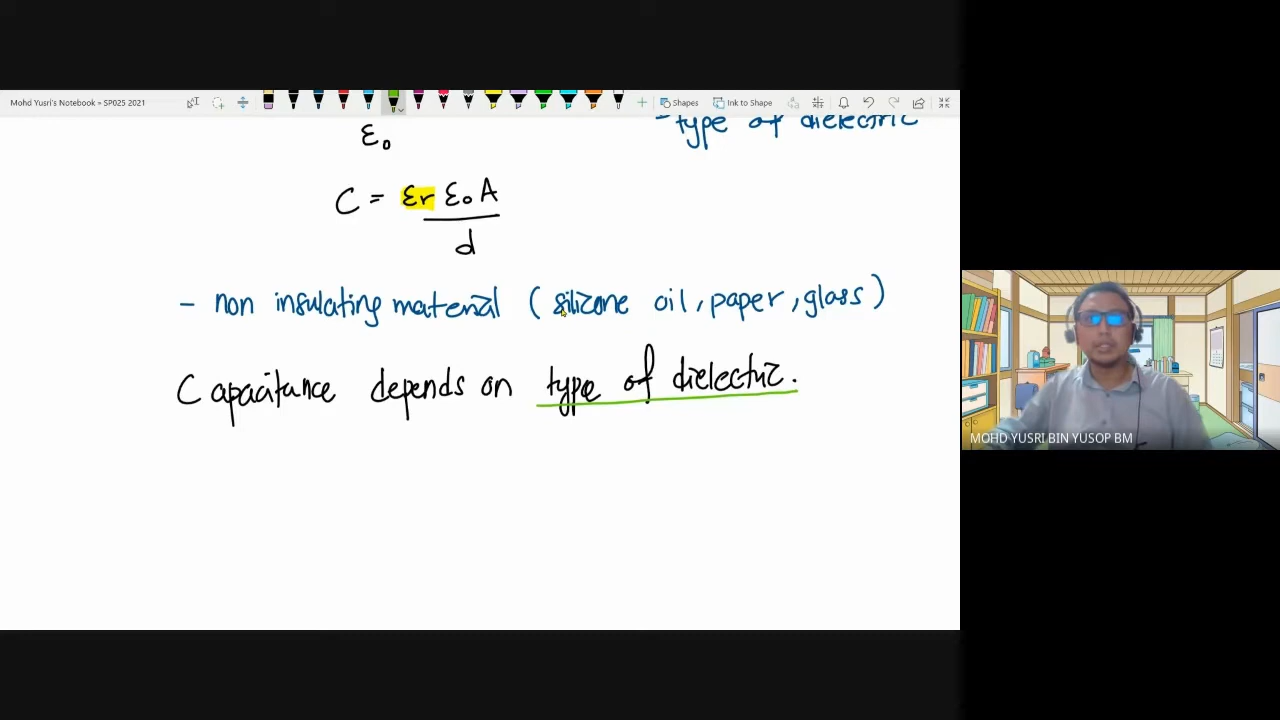 Mohd Yusri's Notebook » SP025 2021
Shapes
Ink to Shape
- type of dielectric
ε₀
C = εr ε₀ A
d
- non insulating material (silicone oil, paper, glass)
Capacitance depends on type of dielectric.
MOHD YUSRI BIN YUSOP BM